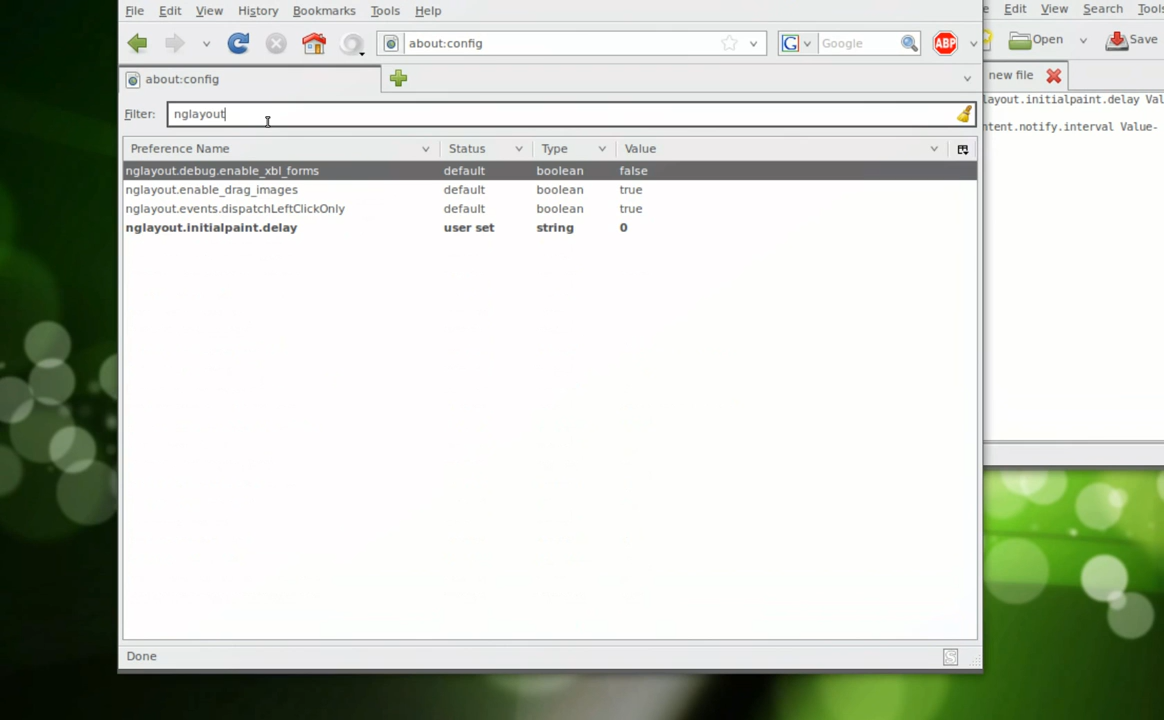 File Edit View History Bookmarks Tools Help
Edit View Search Tools
about:config
Google
ABP
Open
Save
about:config
new file
Filter: nglayout
layout.initialpaint.delay
Preference Name Status Type Value
ntent.notify.interval Value-
nglayout.debug.enable_xbl_forms default boolean false
nglayout.enable_drag_images default boolean true
nglayout.events.dispatchLeftClickOnly default boolean true
nglayout.initialpaint.delay user set string 0
Done